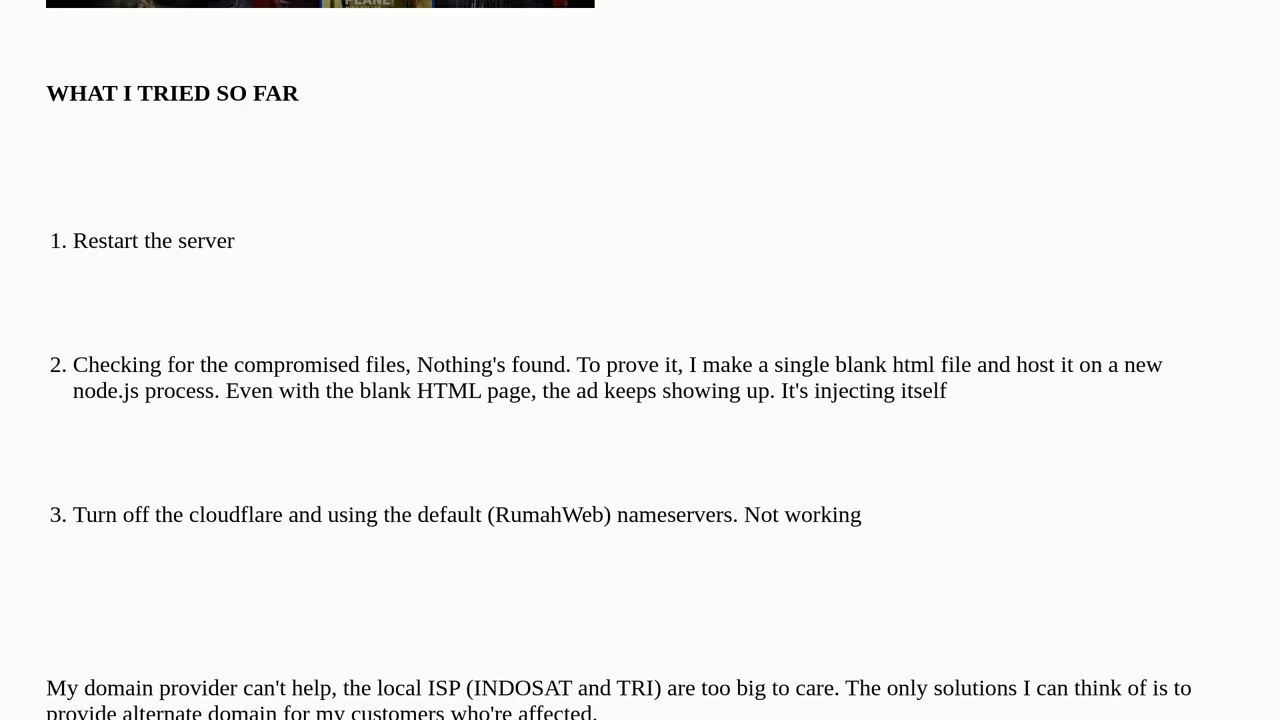 PLANE
WHAT I TRIED SO FAR
1. Restart the server
2. Checking for the compromised files, Nothing's found. To prove it, I make a single blank html file and host it on a new
node.js process. Even with the blank HTML page, the ad keeps showing up. It's injecting itself
3. Turn off the cloudflare and using the default (RumahWeb) nameservers. Not working
My domain provider can't help, the local ISP (INDOSAT and TRI) are too big to care. The only solutions I can think of is to
provide alternate domain for my customers who're affected.